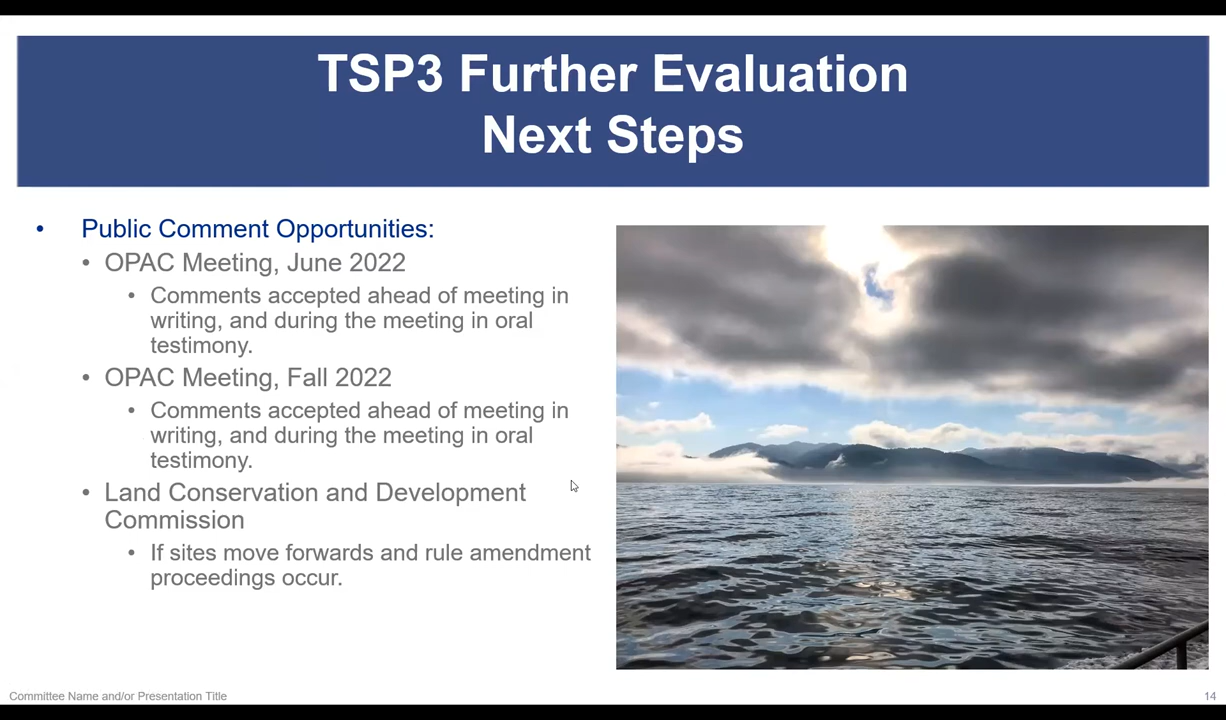 TSP3 Further Evaluation
Next Steps
• Public Comment Opportunities:
• OPAC Meeting, June 2022
• Comments accepted ahead of meeting in
writing, and during the meeting in oral
testimony.
• OPAC Meeting, Fall 2022
• Comments accepted ahead of meeting in
writing, and during the meeting in oral
testimony.
• Land Conservation and Development
Commission
• If sites move forwards and rule amendment
proceedings occur.
Committee Name and/or Presentation Title
14